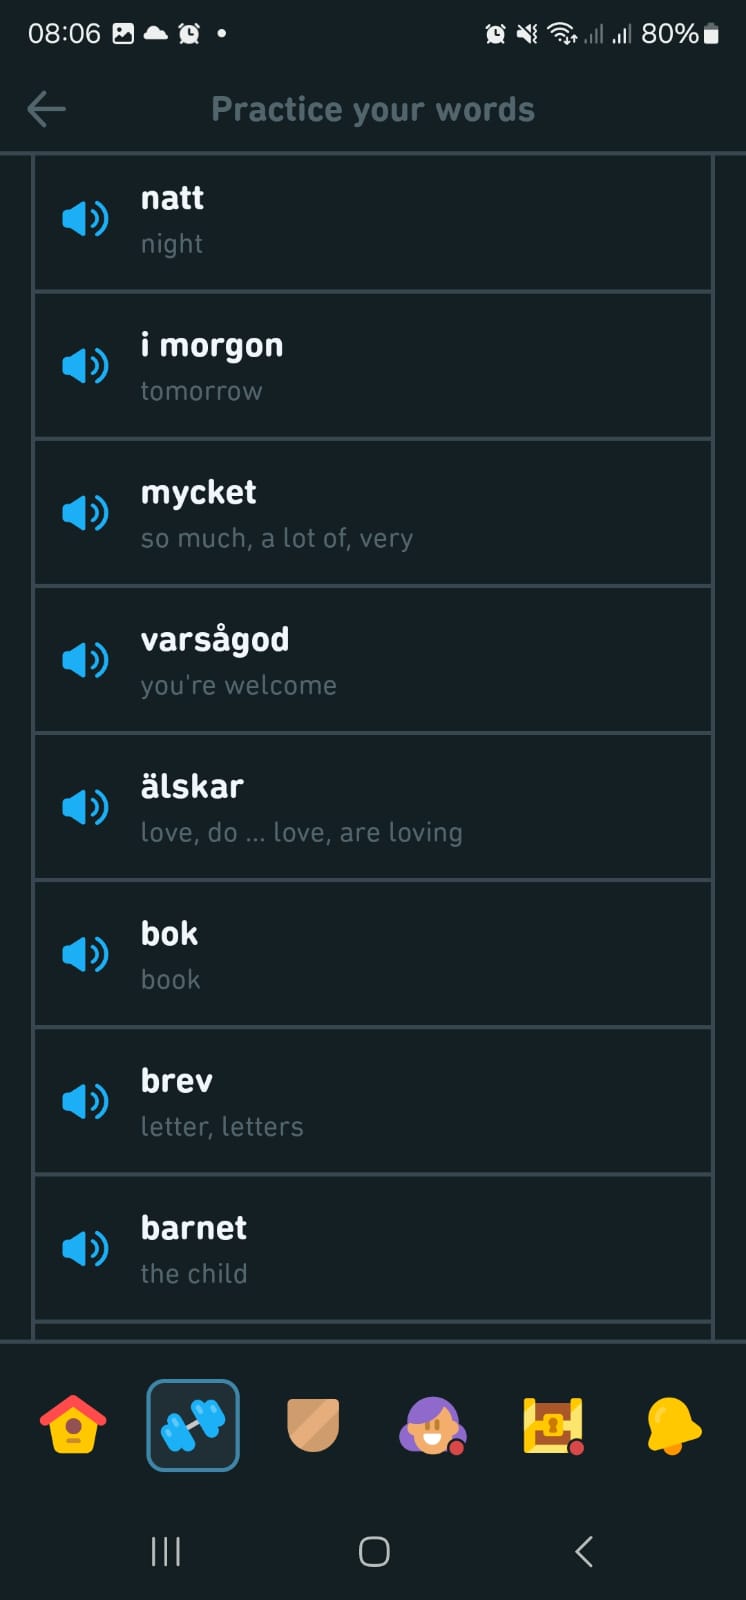 08:06
80%
Practice your words
natt
night
i morgon
tomorrow
mycket
so much, a lot of, very
varsågod
you're welcome
älskar
love, do ... love, are loving
bok
book
brev
letter, letters
barnet
the child